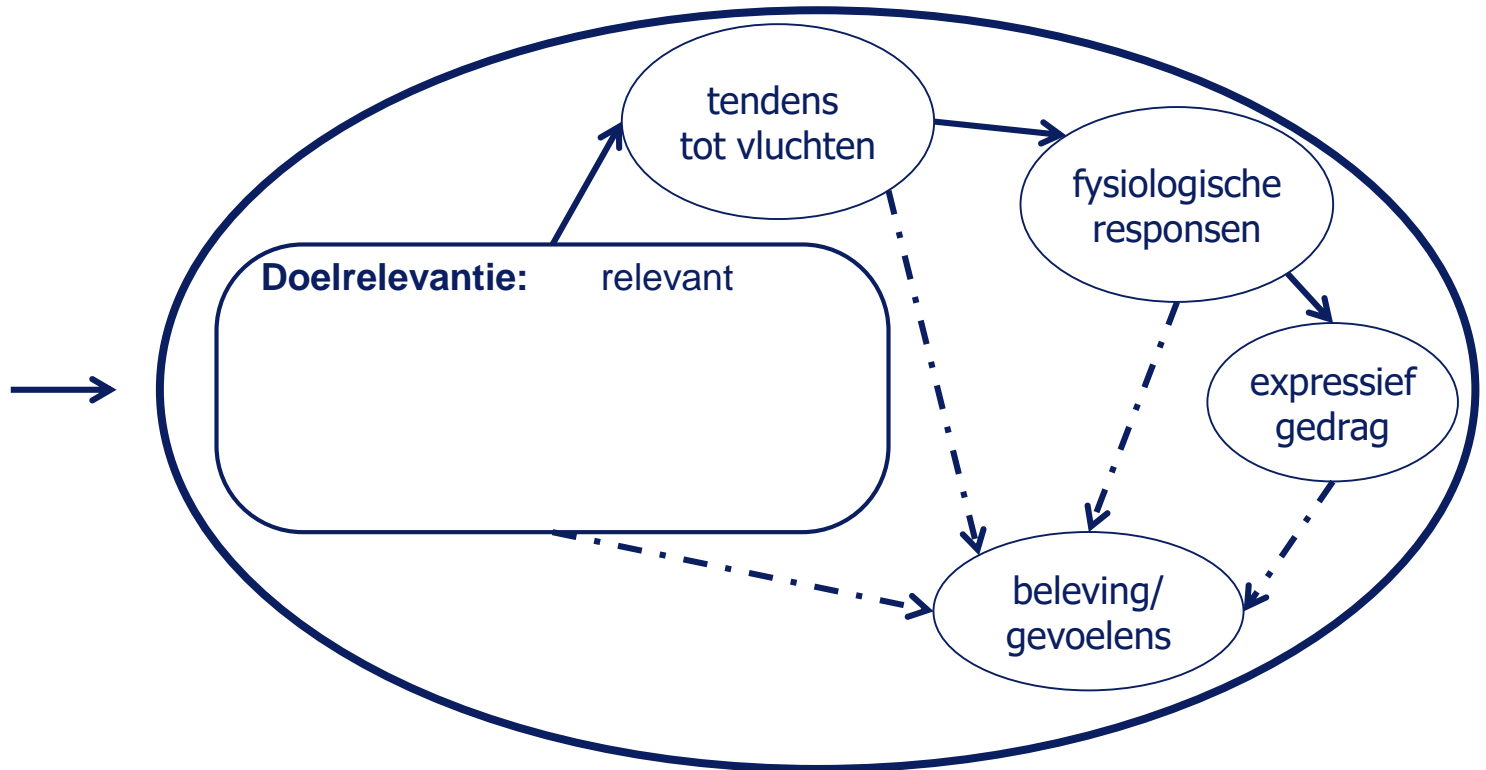 tendens
tot vluchten
fysiologische
responsen
Doelrelevantie: relevant
expressief
gedrag
beleving/
gevoelens